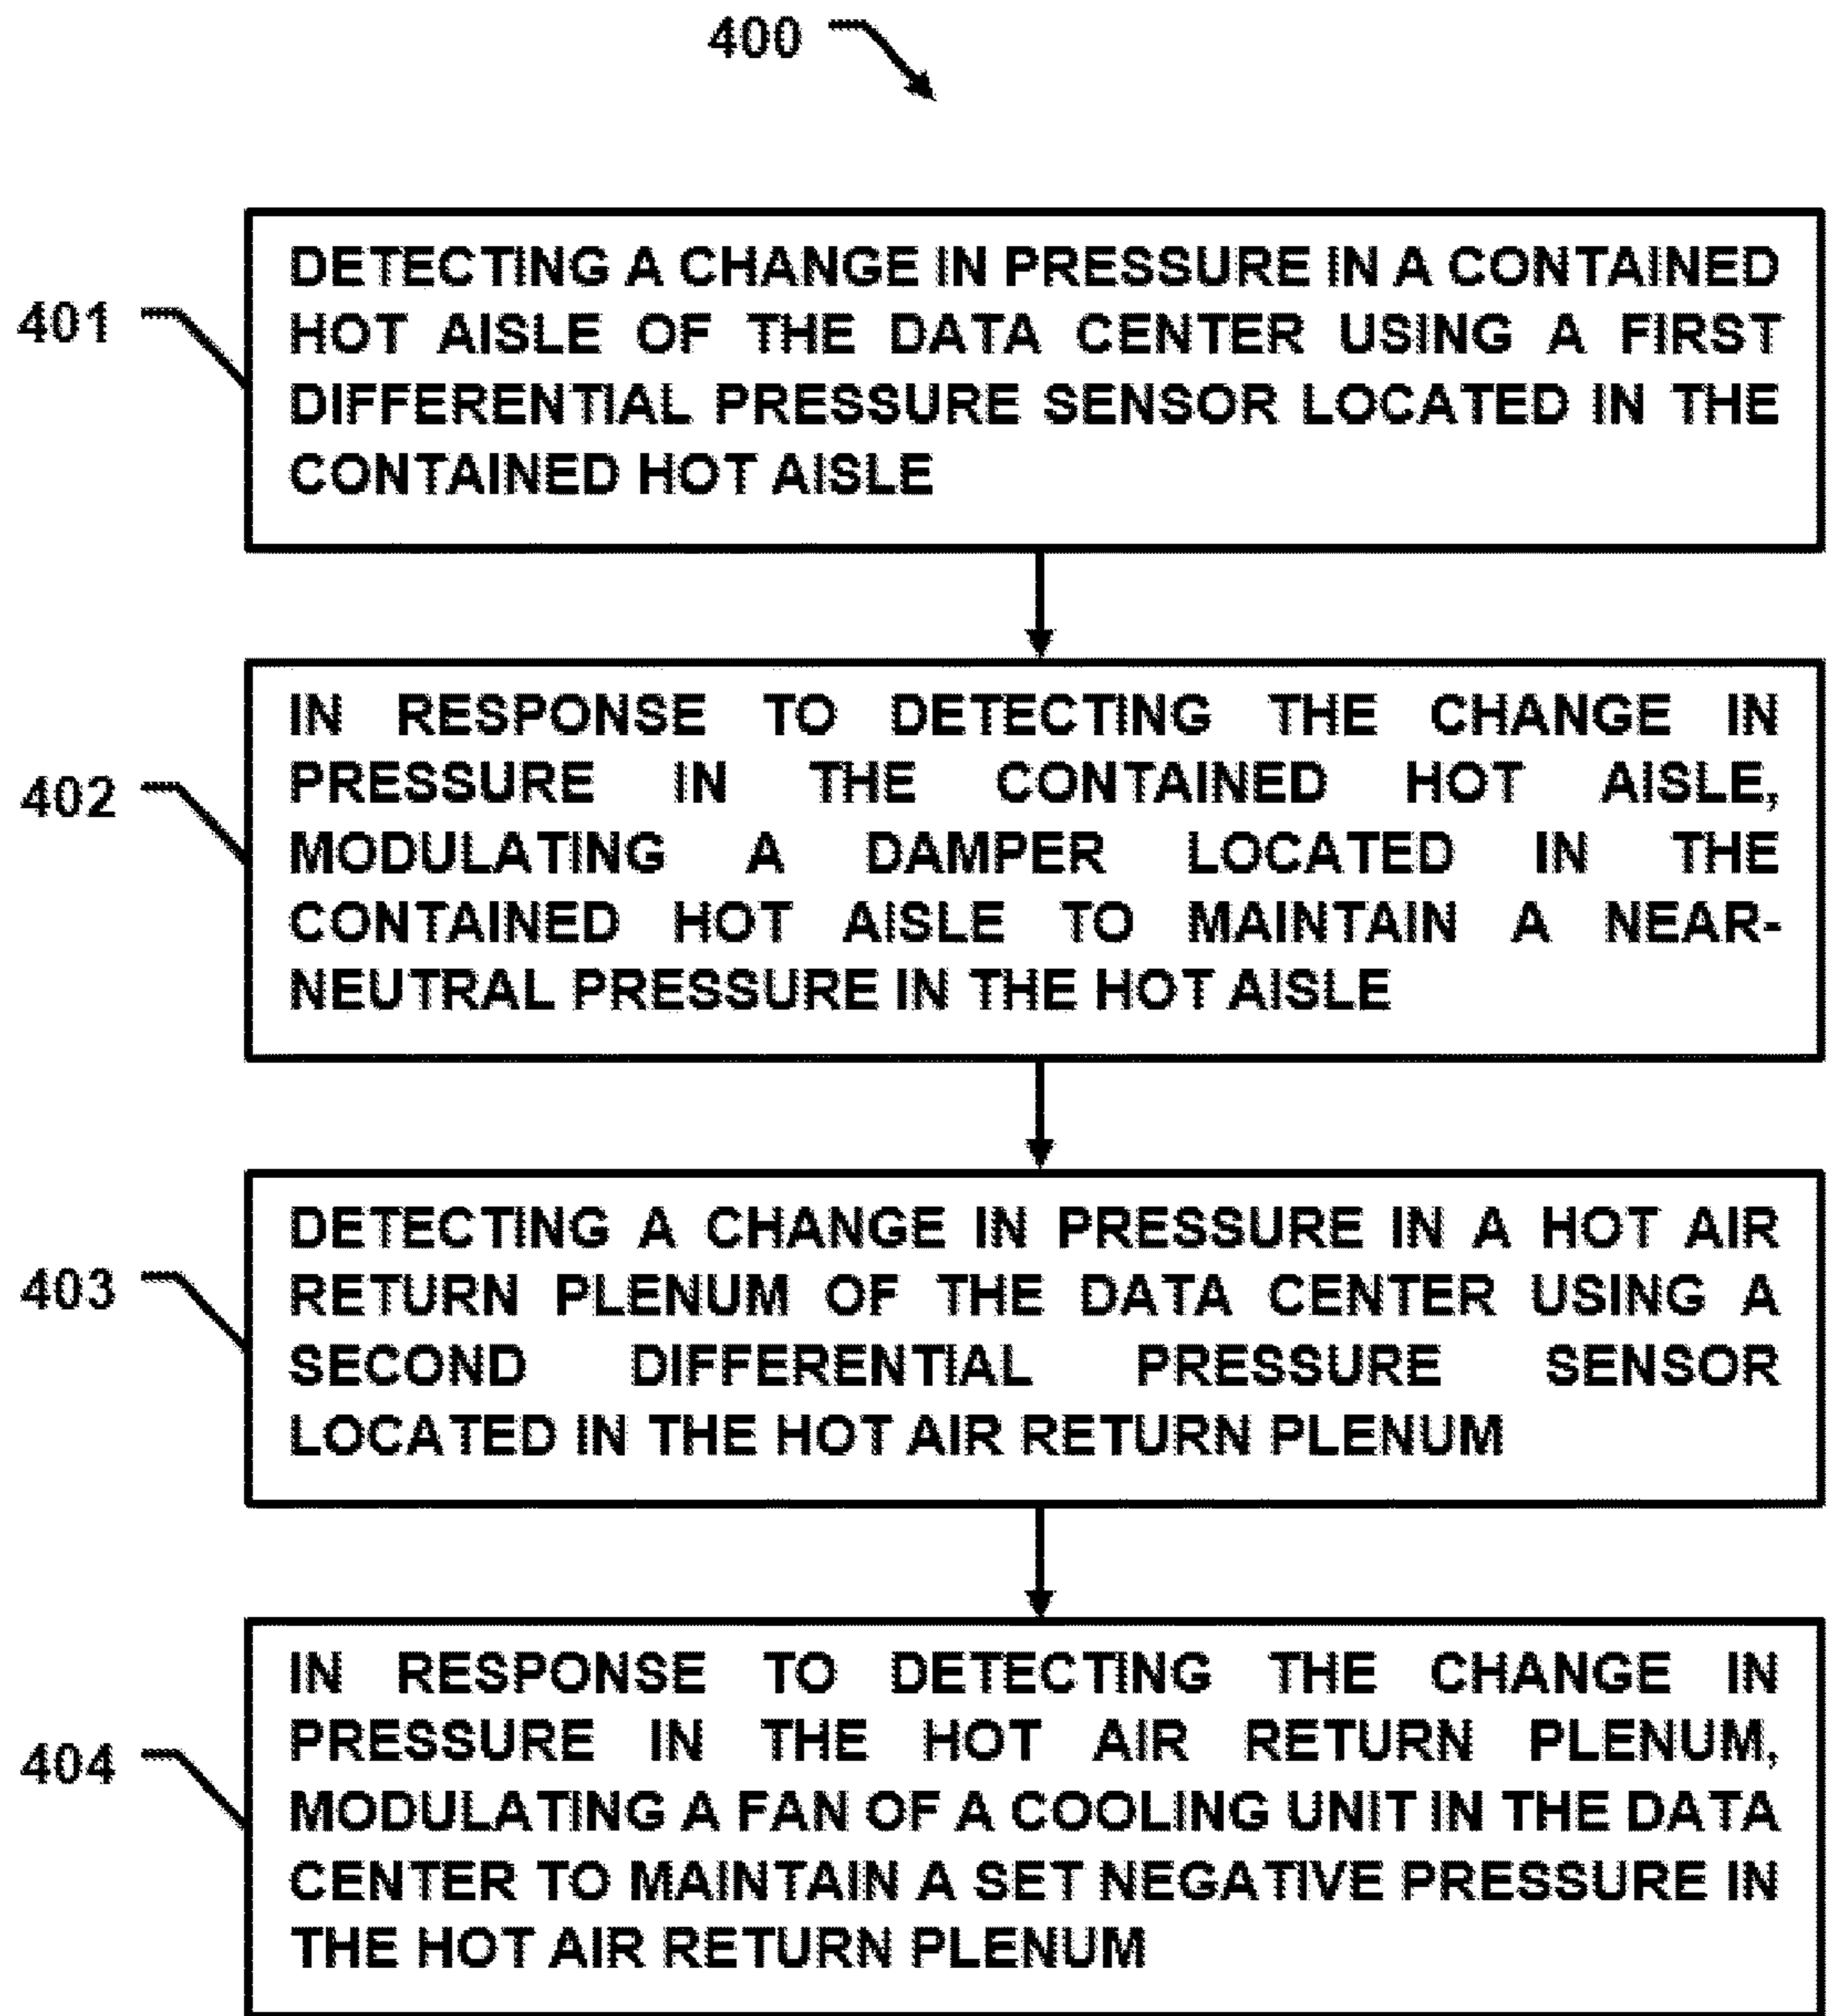 400
401
DETECTING A CHANGE IN PRESSURE IN A CONTAINED
HOT AISLE OF THE DATA CENTER USING A FIRST
DIFFERENTIAL PRESSURE SENSOR LOCATED IN THE
CONTAINED HOT AISLE
402
IN RESPONSE TO DETECTING THE CHANGE IN
PRESSURE IN THE CONTAINED HOT AISLE,
MODULATING A DAMPER LOCATED IN THE
CONTAINED HOT AISLE TO MAINTAIN A NEAR-
NEUTRAL PRESSURE IN THE HOT AISLE
403
DETECTING A CHANGE IN PRESSURE IN A HOT AIR
RETURN PLENUM OF THE DATA CENTER USING A
SECOND DIFFERENTIAL PRESSURE SENSOR
LOCATED IN THE HOT AIR RETURN PLENUM
404
IN RESPONSE TO DETECTING THE CHANGE IN
PRESSURE IN THE HOT AIR RETURN PLENUM,
MODULATING A FAN OF A COOLING UNIT IN THE DATA
CENTER TO MAINTAIN A SET NEGATIVE PRESSURE IN
THE HOT AIR RETURN PLENUM